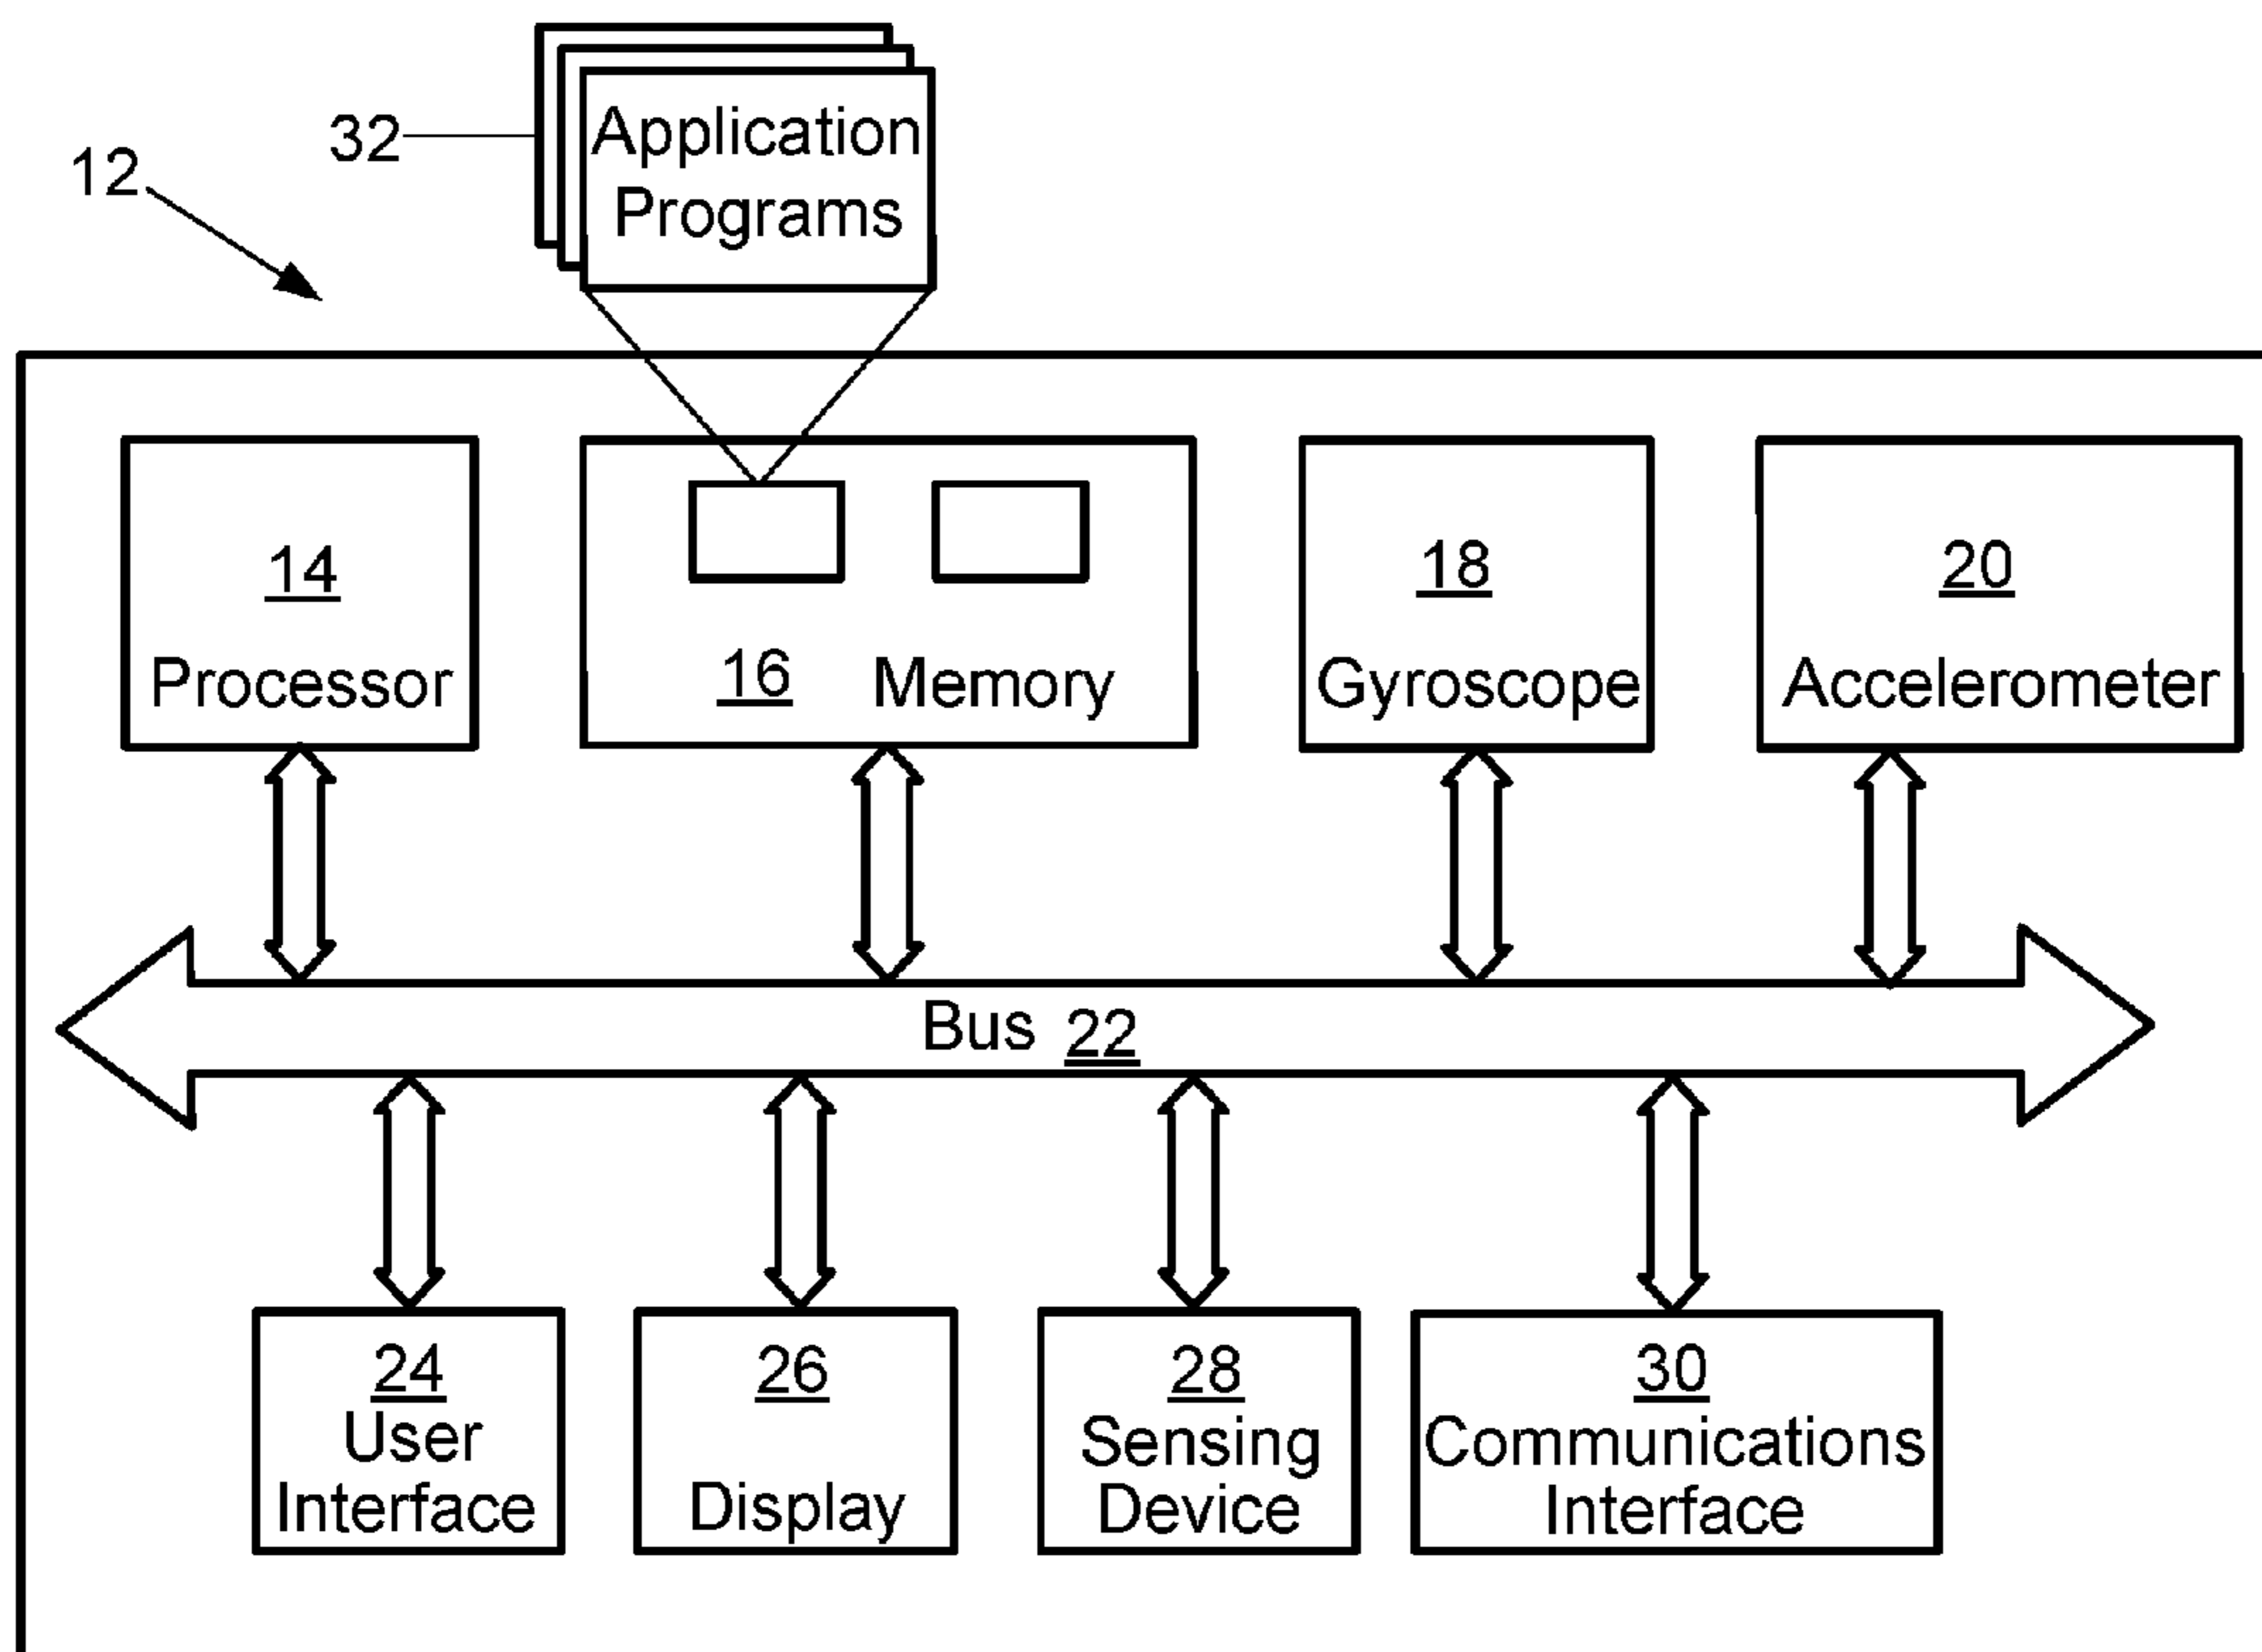 32
Application
Programs
12
14
Processor
16 Memory
18
Gyroscope
20
Accelerometer
Bus 22
24
User
Interface
26
Display
28
Sensing
Device
30
Communications
Interface